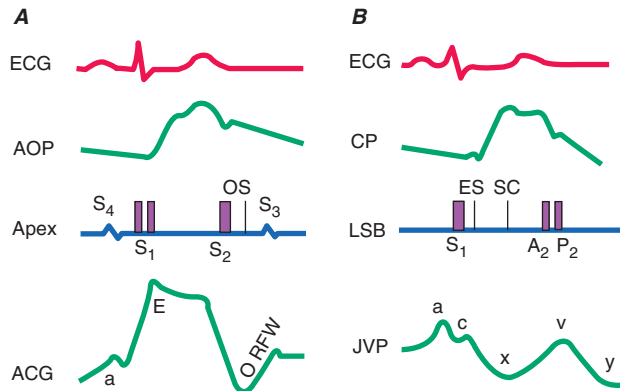 A
ECG
AOP
Apex
S4
S1
S2
OS
S3
ACG
a
E
O RFW
B
ECG
CP
LSB
ES
SC
S1
A2
P2
JVP
a
c
x
v
y